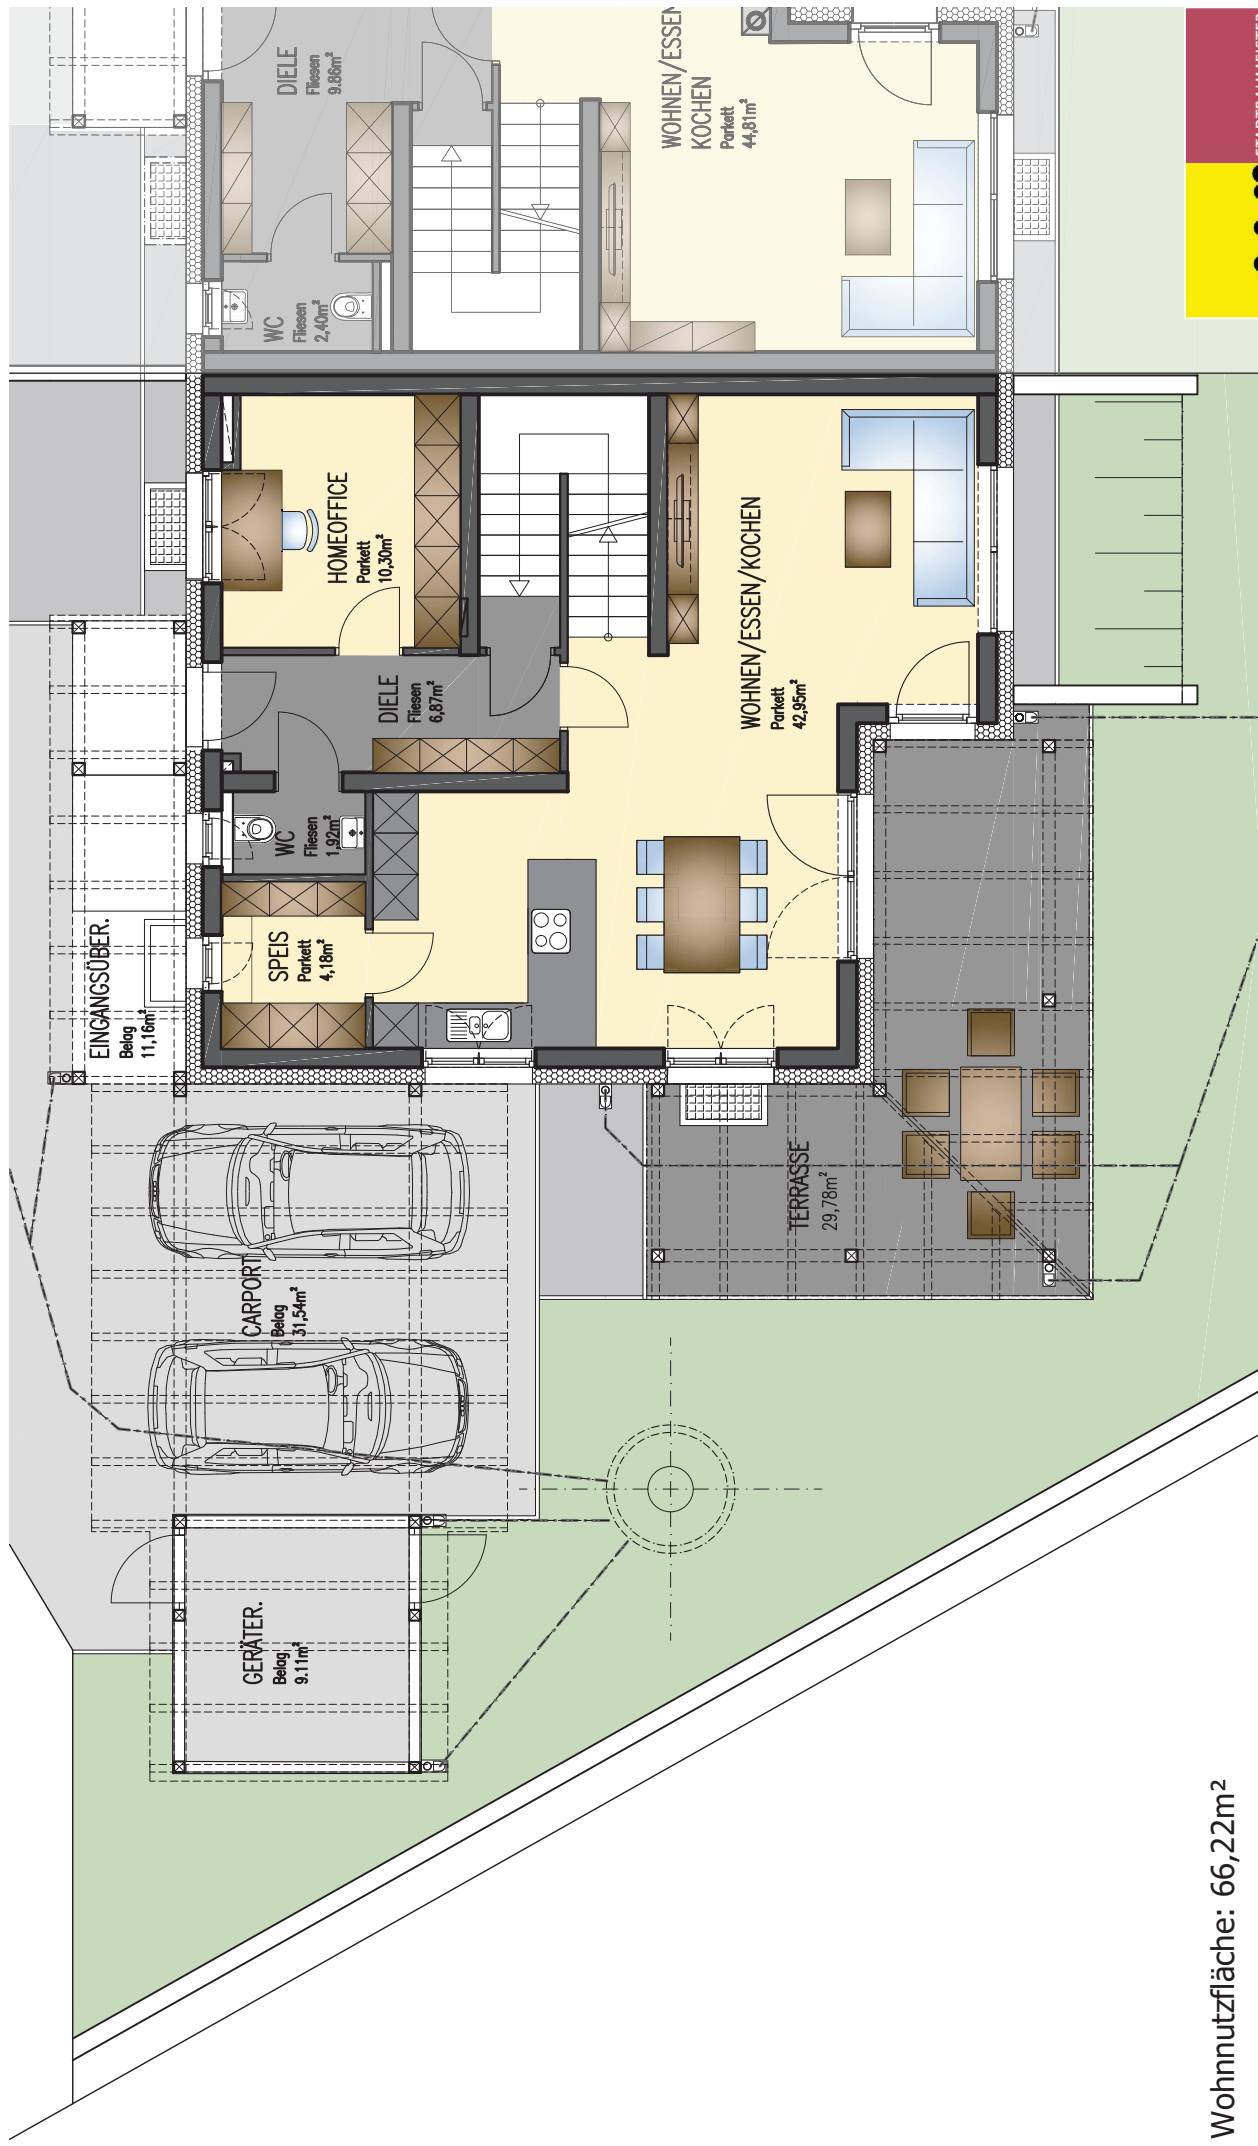 DIELE
Fliesen
9.86m²
WC
Fliesen
2,40m²
WOHNEN/ESSEN
KOCHEN
Parkett
44,81m²
HOMEOFFICE
Parkett
10,30m²
DIELE
Fliesen
6,87m²
WOHNEN/ESSEN/KOCHEN
Parkett
42,95m²
WC
Fliesen
1,92m²
SPEIS
Parkett
4,18m²
EINGANGSÜBER.
Belag
11,16m²
TERRASSE
29,78m²
CARPORT
Belag
31,54m²
GERÄTER.
Belag
9.11m²
Wohnnutzfläche: 66,22m²